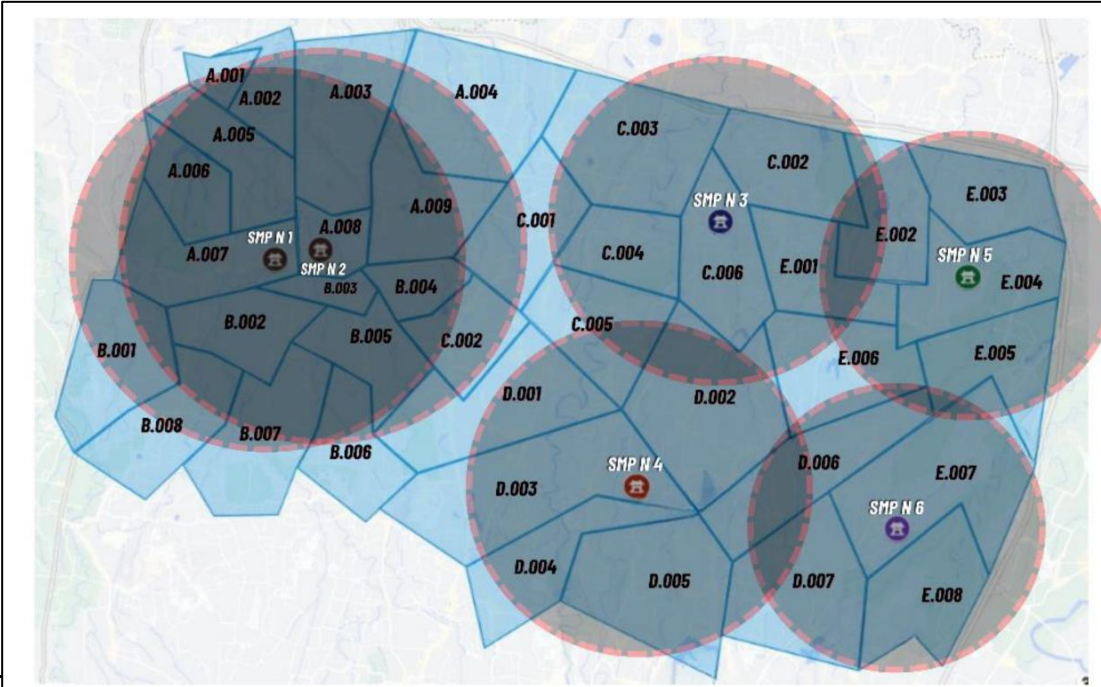 A.001
A.002
A.003
A.004
A.005
A.006
A.007
SMP N 1
A.008
SMP N 2
A.009
B.001
B.002
B.003
B.004
B.005
B.006
B.007
B.008
C.001
C.002
C.003
C.002
SMP N 3
C.004
C.006
E.001
C.005
E.002
E.003
SMP N 5
E.004
E.005
E.006
D.001
D.002
SMP N 4
D.003
D.004
D.005
D.006
D.007
SMP N 6
E.007
E.008